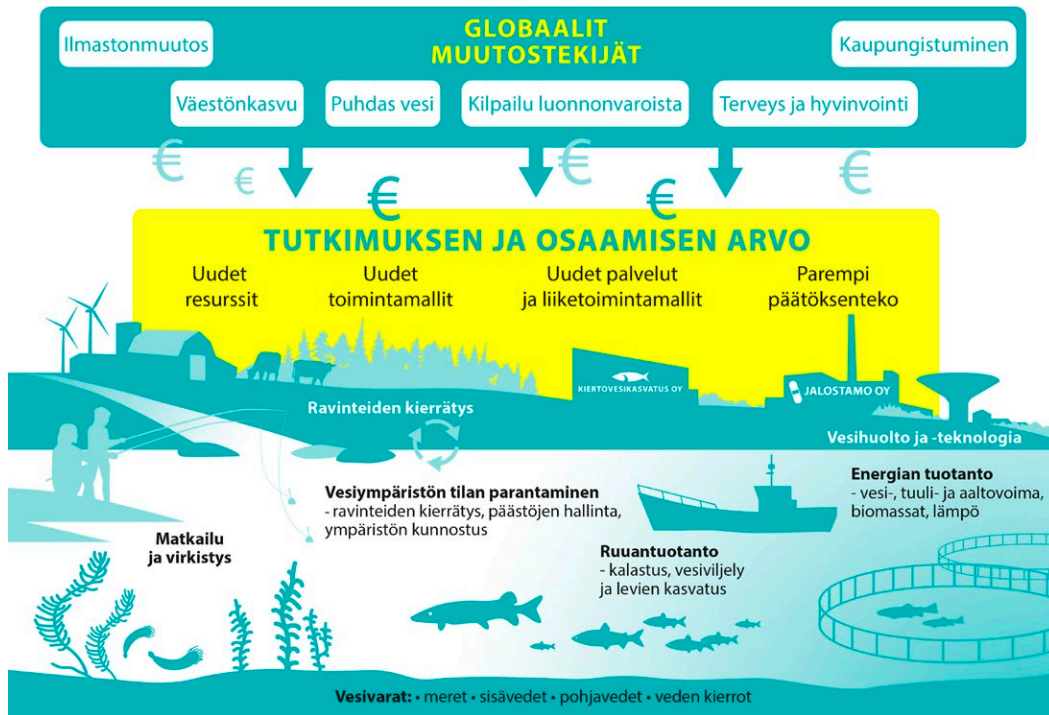 GLOBAALIT
MUUTOSTEKIJÄT
Ilmastonmuutos
Kaupungistuminen
Väestönkasvu
Puhdas vesi
Kilpailu luonnonvaroista
Terveys ja hyvinvointi
€ € € € € €
TUTKIMUKSEN JA OSAAMISEN ARVO
Uudet
resurssit
Uudet
toimintamallit
Uudet palvelut
ja liiketoimintamallit
Parempi
päätöksenteko
KIERTOVESIKASVATUS OY
JALOSTAMO OY
Ravinteiden kierrätys
Vesihuolto ja -teknologia
Energian tuotanto
- vesi-, tuuli- ja aaltovoima,
biomassat, lämpö
Vesiympäristön tilan parantaminen
- ravinteiden kierrätys, päästöjen hallinta,
ympäristön kunnostus
Matkailu
ja virkistys
Ruuantuotanto
- kalastus, vesiviljely
ja levien kasvatus
Vesivarat: • meret • sisävedet • pohjavedet • veden kierrot